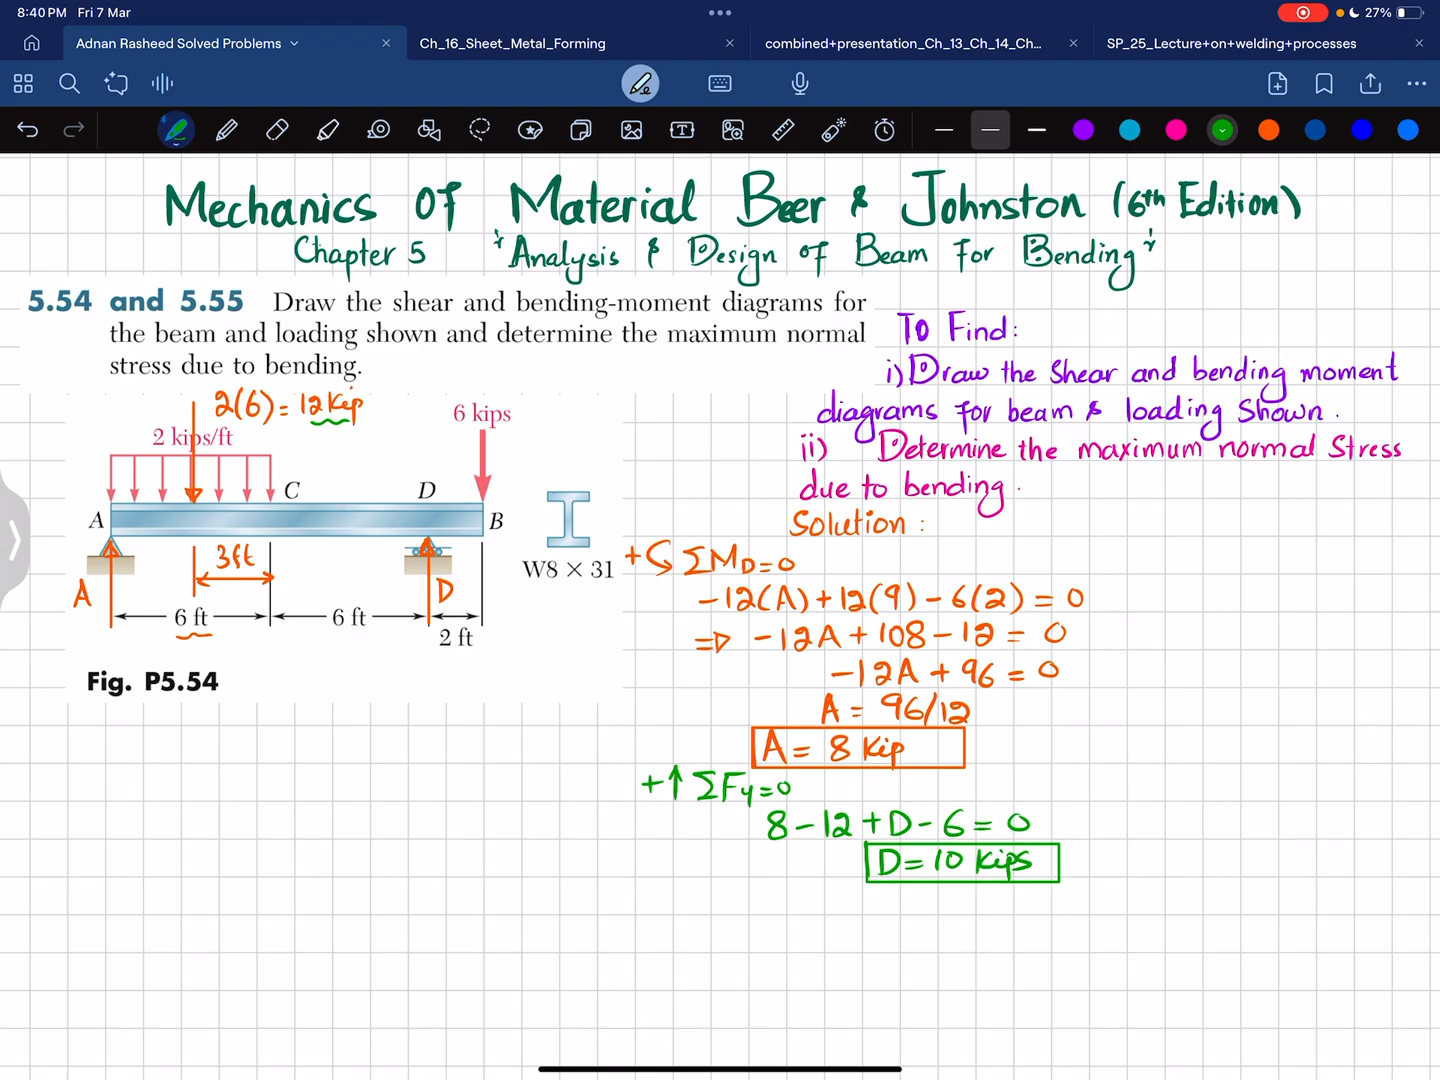 8:40 PM Fri 7 Mar
27%
Adnan Rasheed Solved Problems
Ch_16_Sheet_Metal_Forming
combined+presentation_Ch_13_Ch_14_Ch...
SP_25_Lecture+on+welding+processes
Mechanics Of Material Beer & Johnston (6th Edition)
Chapter 5 "Analysis & Design of Beam For Bending"
5.54 and 5.55 Draw the shear and bending-moment diagrams for
the beam and loading shown and determine the maximum normal
stress due to bending.
To Find:
i) Draw the Shear and bending moment
diagrams for beam & loading Shown.
ii) Determine the maximum normal Stress
due to bending.
Solution:
2(6) = 12 Kip
2 kips/ft
6 kips
C
D
A
B
3ft
W8 × 31
A
D
6 ft
6 ft
2 ft
Fig. P5.54
+↺ ΣM_D=0
-12(A)+12(9)-6(2) = 0
⇒ -12A+108-12 = 0
-12A+96 = 0
A = 96/12
A = 8 Kip
+↑ ΣFy=0
8-12+D-6 = 0
D = 10 Kips